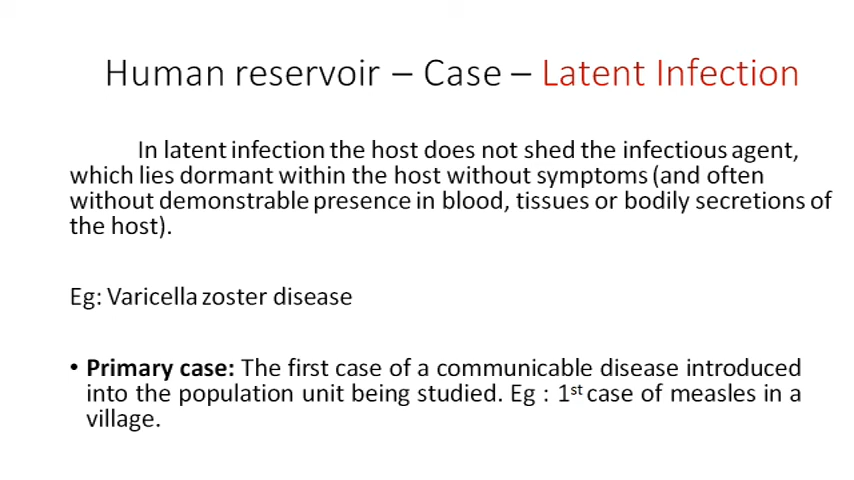 Human reservoir – Case – Latent Infection
In latent infection the host does not shed the infectious agent,
which lies dormant within the host without symptoms (and often
without demonstrable presence in blood, tissues or bodily secretions of
the host).
Eg: Varicella zoster disease
• Primary case: The first case of a communicable disease introduced
into the population unit being studied. Eg : 1st case of measles in a
village.